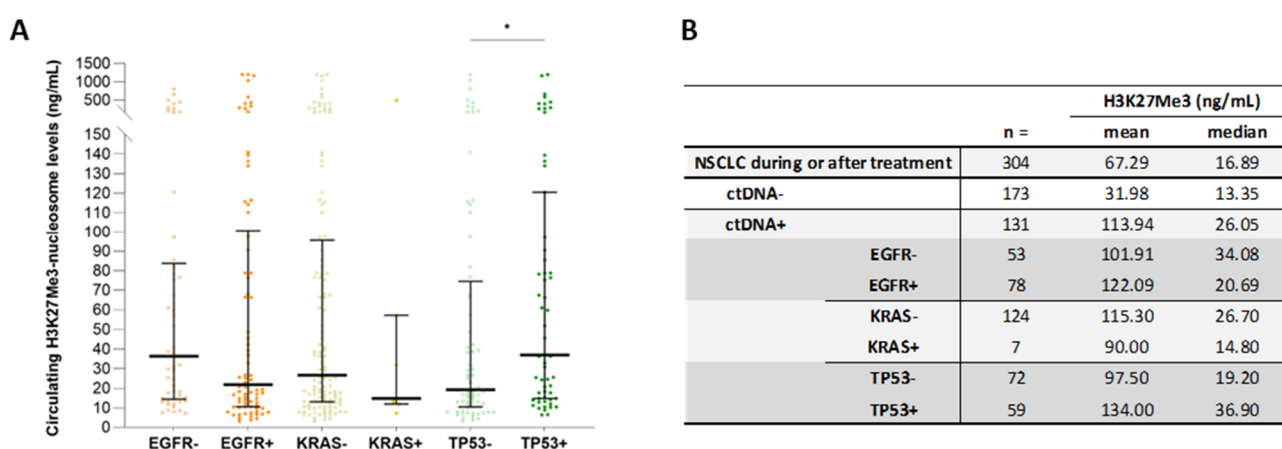 A
*
Circulating H3K27Me3-nucleosome levels (ng/mL)
1500
1000
500
150
140
130
120
110
100
90
80
70
60
50
40
30
20
10
0
EGFR- EGFR+ KRAS- KRAS+ TP53- TP53+
B
H3K27Me3 (ng/mL)
n = mean median
NSCLC during or after treatment 304 67.29 16.89
ctDNA- 173 31.98 13.35
ctDNA+ 131 113.94 26.05
EGFR- 53 101.91 34.08
EGFR+ 78 122.09 20.69
KRAS- 124 115.30 26.70
KRAS+ 7 90.00 14.80
TP53- 72 97.50 19.20
TP53+ 59 134.00 36.90